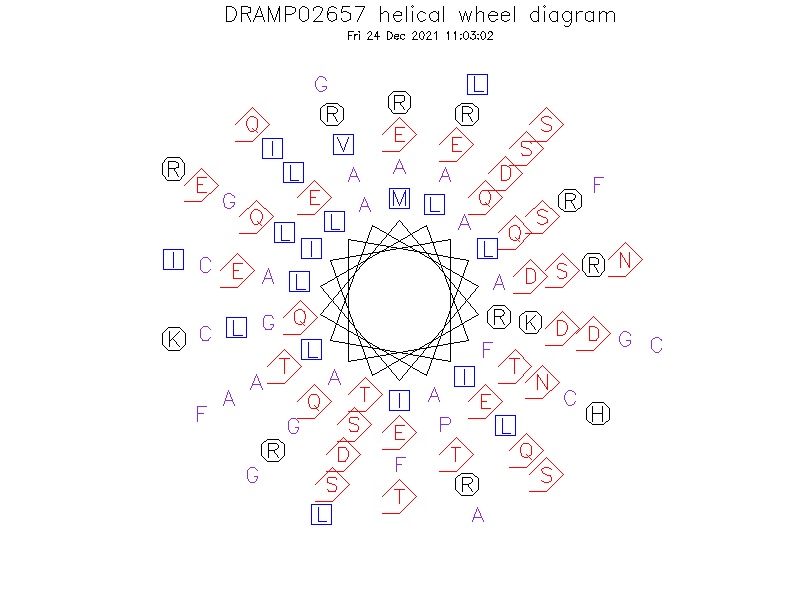 DRAMP02657 helical wheel diagram
Fri 24 Dec 2021 11:03:02
G L
R R R
Q E S
I V E S
R L A A A D
E F
G E A M L Q R
Q L A S
L Q
I L
I C E A L A D S R N
K C L G Q R K D D G C
L F
T A I T
A N
F A Q T I A E C H
G S E P L
R D F T Q
G S T R S
L A